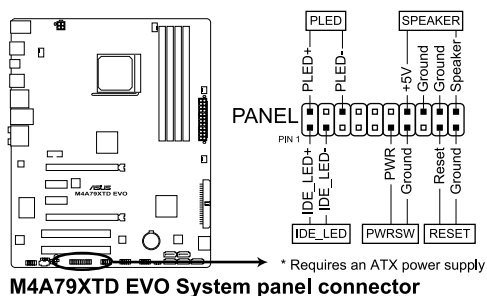 PLED
SPEAKER
PLED+
PLED-
+5V
Ground
Ground
Speaker
PANEL
PIN 1
IDE_LED+
IDE_LED-
PWR
Ground
Reset
Ground
IDE_LED
PWRSW
RESET
ASUS
M4A79XTD EVO
* Requires an ATX power supply
M4A79XTD EVO System panel connector